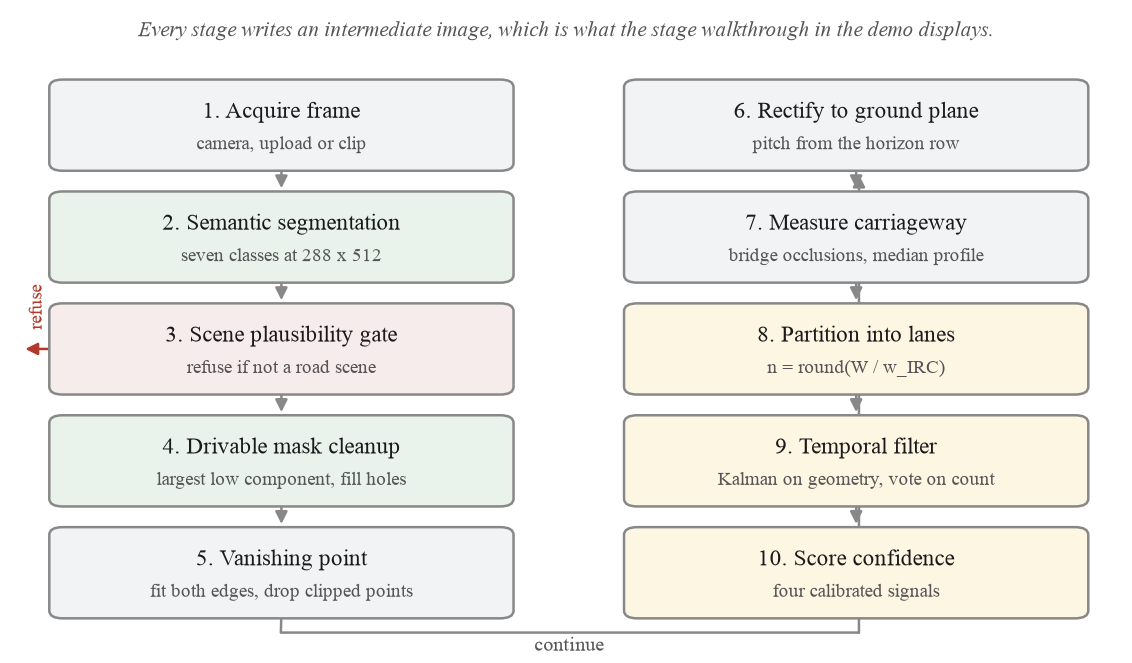 Every stage writes an intermediate image, which is what the stage walkthrough in the demo displays.
1. Acquire frame
camera, upload or clip
2. Semantic segmentation
seven classes at 288 x 512
refuse
3. Scene plausibility gate
refuse if not a road scene
4. Drivable mask cleanup
largest low component, fill holes
5. Vanishing point
fit both edges, drop clipped points
continue
6. Rectify to ground plane
pitch from the horizon row
7. Measure carriageway
bridge occlusions, median profile
8. Partition into lanes
n = round(W / w_IRC)
9. Temporal filter
Kalman on geometry, vote on count
10. Score confidence
four calibrated signals